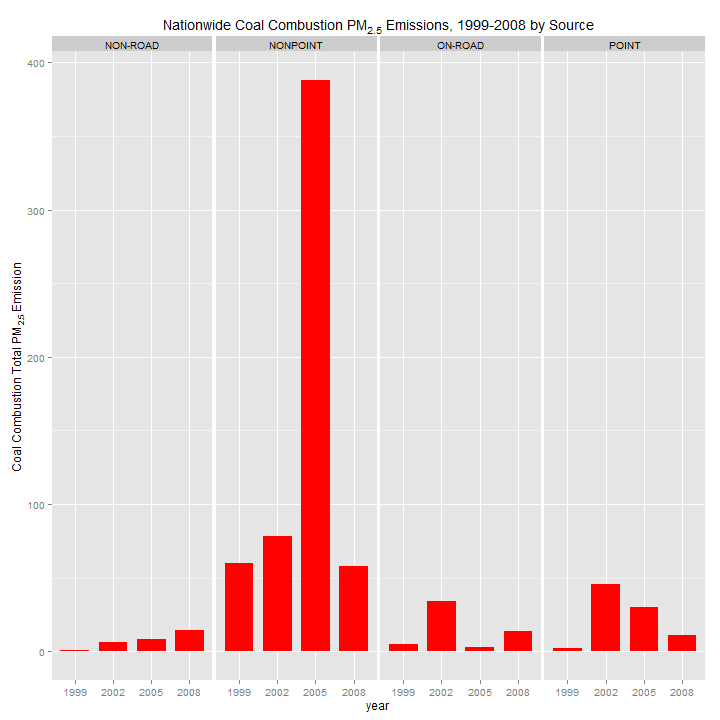 Nationwide Coal Combustion PM2.5 Emissions, 1999-2008 by Source
NON-ROAD NONPOINT ON-ROAD POINT
400
300
200
100
0
Coal Combustion Total PM2.5 Emission
1999 2002 2005 2008 1999 2002 2005 2008 1999 2002 2005 2008 1999 2002 2005 2008
year